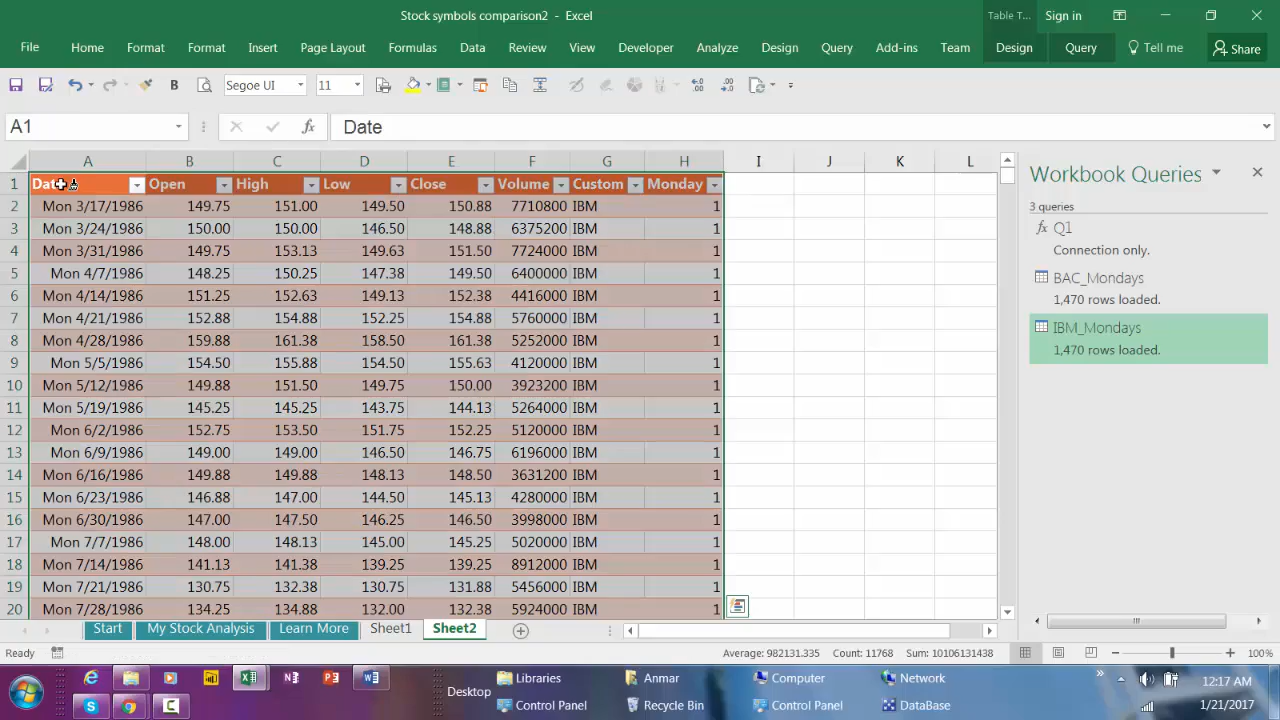 Stock symbols comparison2 - Excel
Table T...
Sign in
File Home Format Format Insert Page Layout Formulas Data Review View Developer Analyze Design Query Add-ins Team Design Query Tell me Share
B Segoe UI 11
A1 fx Date
A B C D E F G H I J K L
1 Date Open High Low Close Volume Custom Monday
2 Mon 3/17/1986 149.75 151.00 149.50 150.88 7710800 IBM 1
3 Mon 3/24/1986 150.00 150.00 146.50 148.88 6375200 IBM 1
4 Mon 3/31/1986 149.75 153.13 149.63 151.50 7724000 IBM 1
5 Mon 4/7/1986 148.25 150.25 147.38 149.50 6400000 IBM 1
6 Mon 4/14/1986 151.25 152.63 149.13 152.38 4416000 IBM 1
7 Mon 4/21/1986 152.88 154.88 152.25 154.88 5760000 IBM 1
8 Mon 4/28/1986 159.88 161.38 158.50 161.38 5252000 IBM 1
9 Mon 5/5/1986 154.50 155.88 154.50 155.63 4120000 IBM 1
10 Mon 5/12/1986 149.88 151.50 149.75 150.00 3923200 IBM 1
11 Mon 5/19/1986 145.25 145.25 143.75 144.13 5264000 IBM 1
12 Mon 6/2/1986 152.75 153.50 151.75 152.25 5120000 IBM 1
13 Mon 6/9/1986 149.00 149.00 146.50 146.75 6196000 IBM 1
14 Mon 6/16/1986 149.88 149.88 148.13 148.50 3631200 IBM 1
15 Mon 6/23/1986 146.88 147.00 144.50 145.13 4280000 IBM 1
16 Mon 6/30/1986 147.00 147.50 146.25 146.50 3998000 IBM 1
17 Mon 7/7/1986 148.00 148.13 145.00 145.25 5020000 IBM 1
18 Mon 7/14/1986 141.13 141.38 139.25 139.25 8912000 IBM 1
19 Mon 7/21/1986 130.75 132.38 130.75 131.88 5456000 IBM 1
20 Mon 7/28/1986 134.25 134.88 132.00 132.38 5924000 IBM 1
Workbook Queries
3 queries
fx Q1
Connection only.
BAC_Mondays
1,470 rows loaded.
IBM_Mondays
1,470 rows loaded.
Start My Stock Analysis Learn More Sheet1 Sheet2
Ready Average: 982131.335 Count: 11768 Sum: 10106131438 100%
Desktop
Libraries Anmar Computer Network
Control Panel Recycle Bin Control Panel DataBase
12:17 AM
1/21/2017